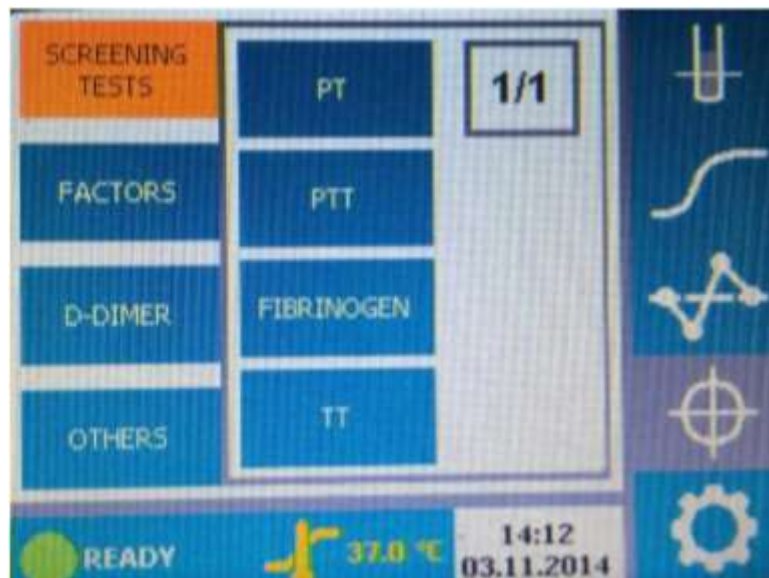 SCREENING
TESTS
FACTORS
D-DIMER
OTHERS
PT
PTT
FIBRINOGEN
TT
1/1
READY
37.0 °C
14:12
03.11.2014